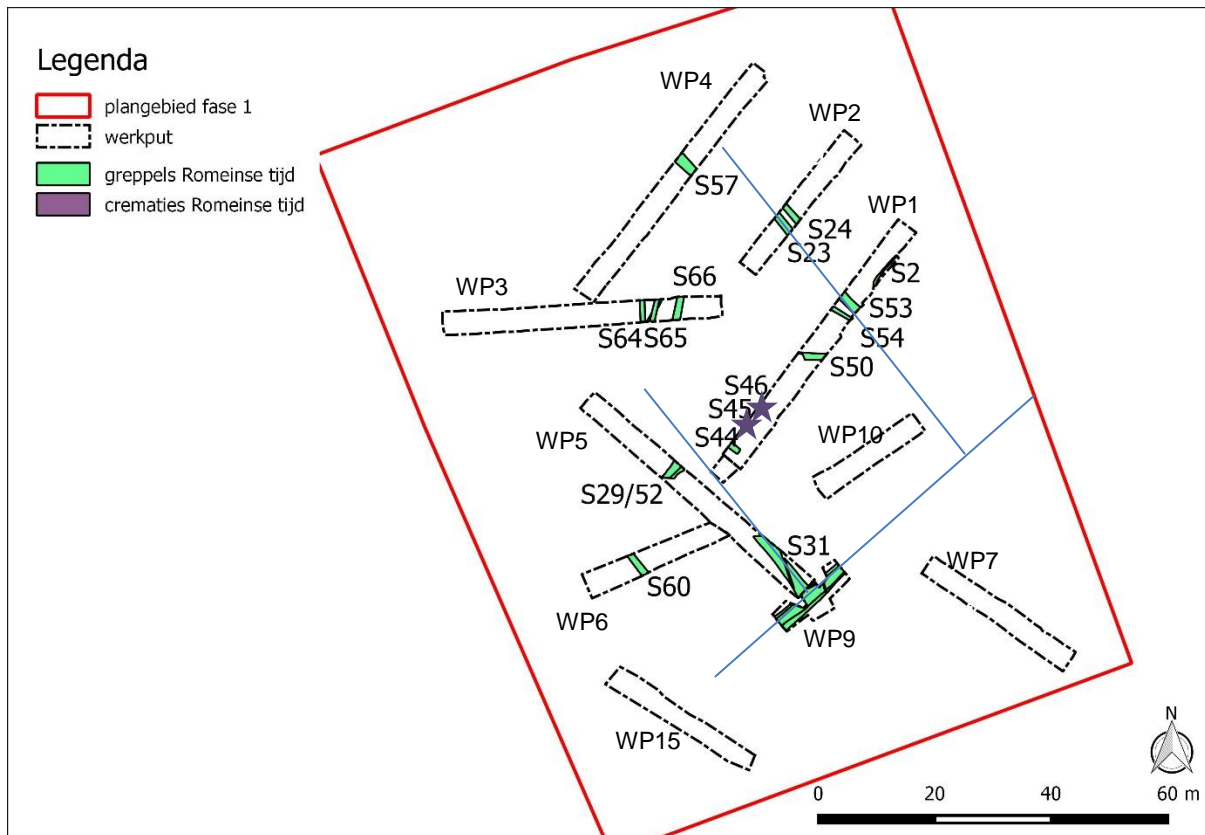 Legenda
plangebied fase 1
werkput
greppels Romeinse tijd
crematies Romeinse tijd
WP4
WP2
S57
WP1
S24
S23
S2
WP3
S66
S53
S64
S65
S54
S50
S46
S45
S44
WP5
WP10
S29/52
S31
WP7
S60
WP6
WP9
WP15
N
0
20
40
60 m